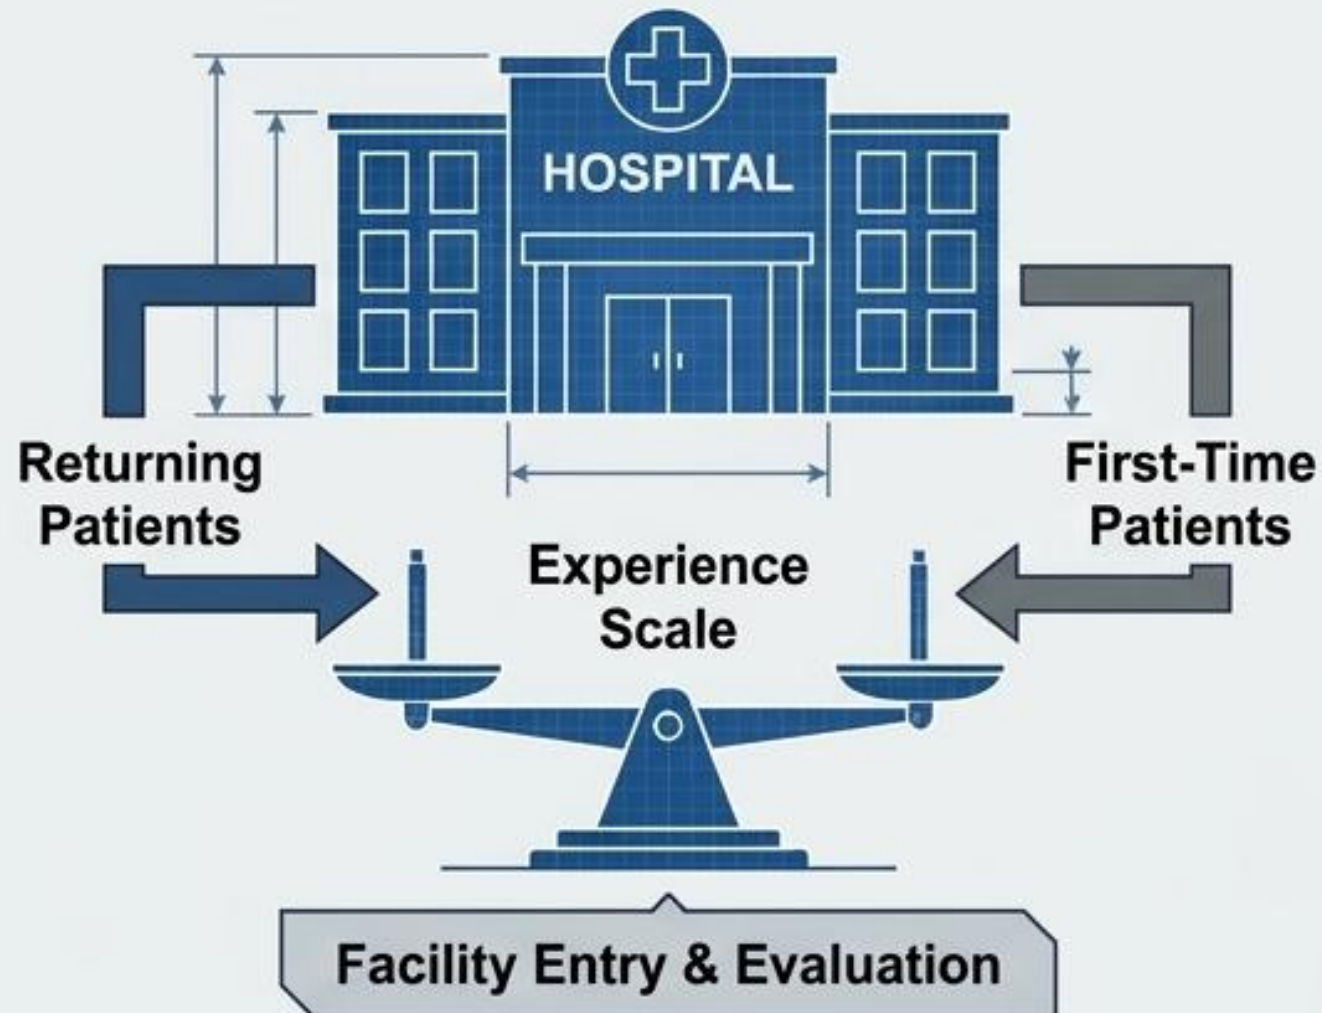 HOSPITAL
Returning
Patients
First-Time
Patients
Experience
Scale
Facility Entry & Evaluation